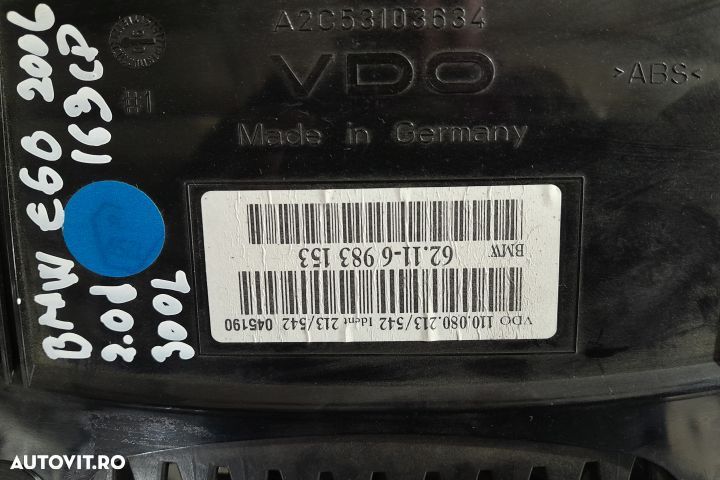 A2C53103634
VDO
>ABS<
#1
Made in Germany
BMW E60 2006
2.0d 163CP
300L
BMW
62.11-6 983 153
VDO 110.080.213/542 Ident 213/542 045190
AUTOVIT.RO